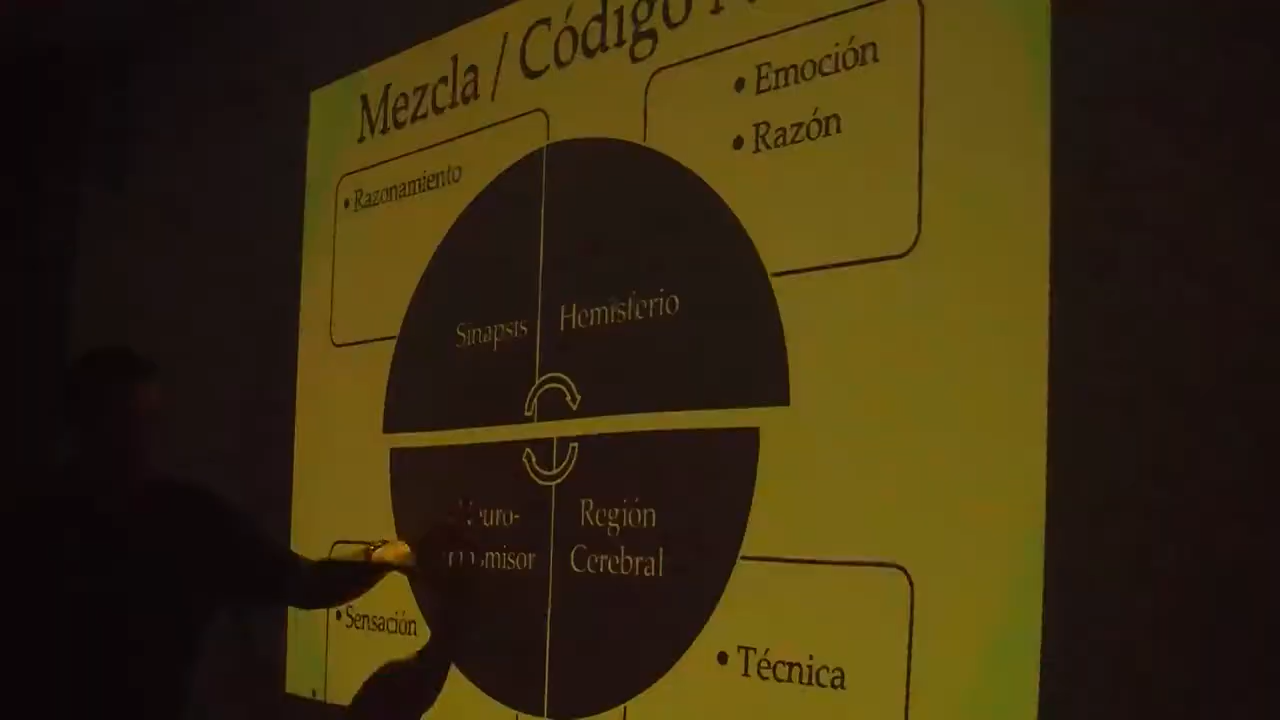 Mezcla / Código
• Emoción
• Razón
• Razonamiento
Sinapsis
Hemisferio
Región
Cerebral
• Sensación
• Técnica